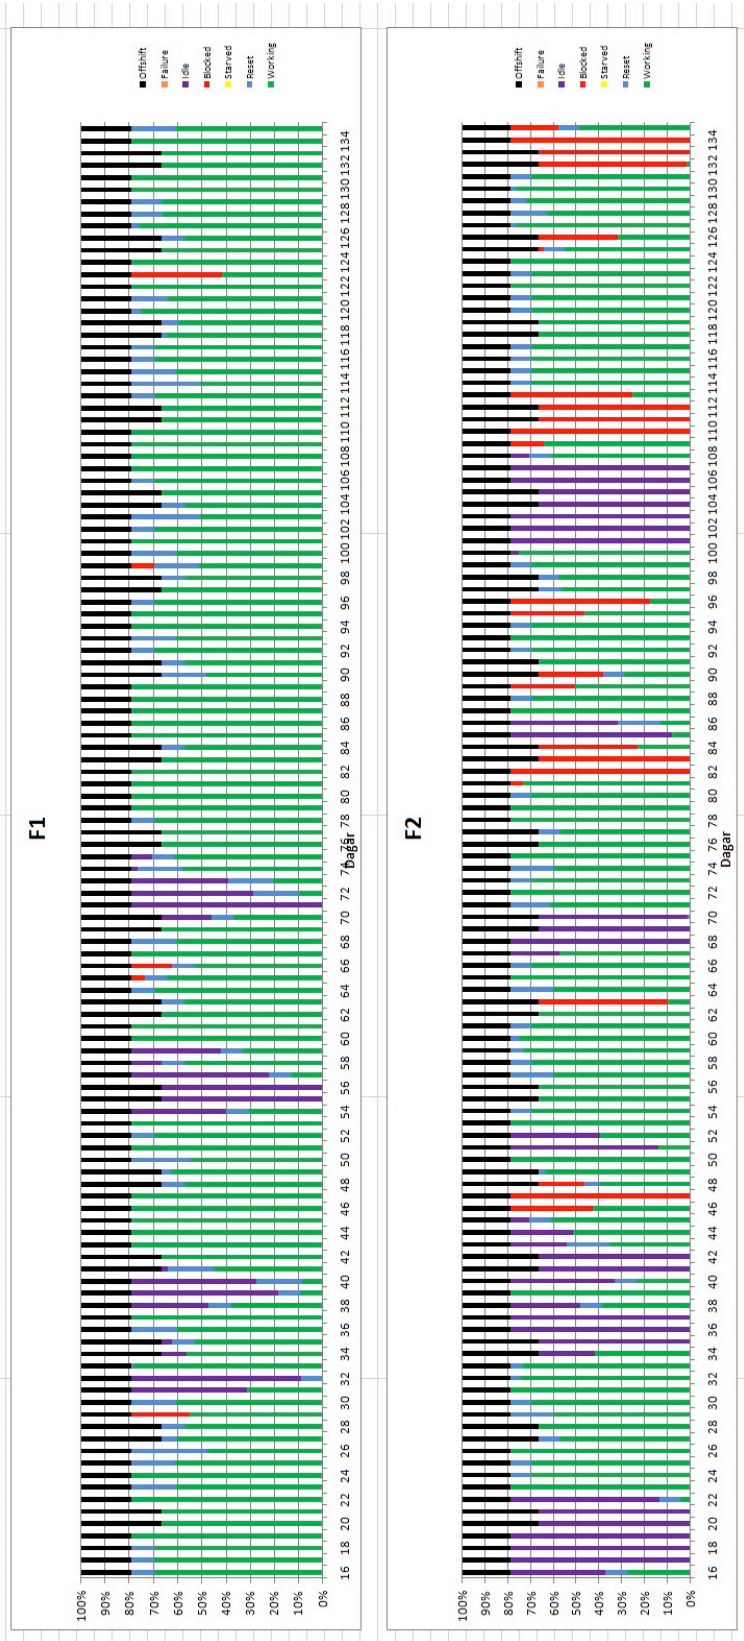 F1
100%
90%
80%
70%
60%
50%
40%
30%
20%
10%
0%
16 18 20 22 24 26 28 30 32 34 36 38 40 42 44 46 48 50 52 54 56 58 60 62 64 66 68 70 72 74 76 78 80 82 84 86 88 90 92 94 96 98 100 102 104 106 108 110 112 114 116 118 120 122 124 126 128 130 132 134
Dagar
Offshift
Failure
Idle
Blocked
Starved
Reset
Working
F2
100%
90%
80%
70%
60%
50%
40%
30%
20%
10%
0%
16 18 20 22 24 26 28 30 32 34 36 38 40 42 44 46 48 50 52 54 56 58 60 62 64 66 68 70 72 74 76 78 80 82 84 86 88 90 92 94 96 98 100 102 104 106 108 110 112 114 116 118 120 122 124 126 128 130 132 134
Dagar
Offshift
Failure
Idle
Blocked
Starved
Reset
Working